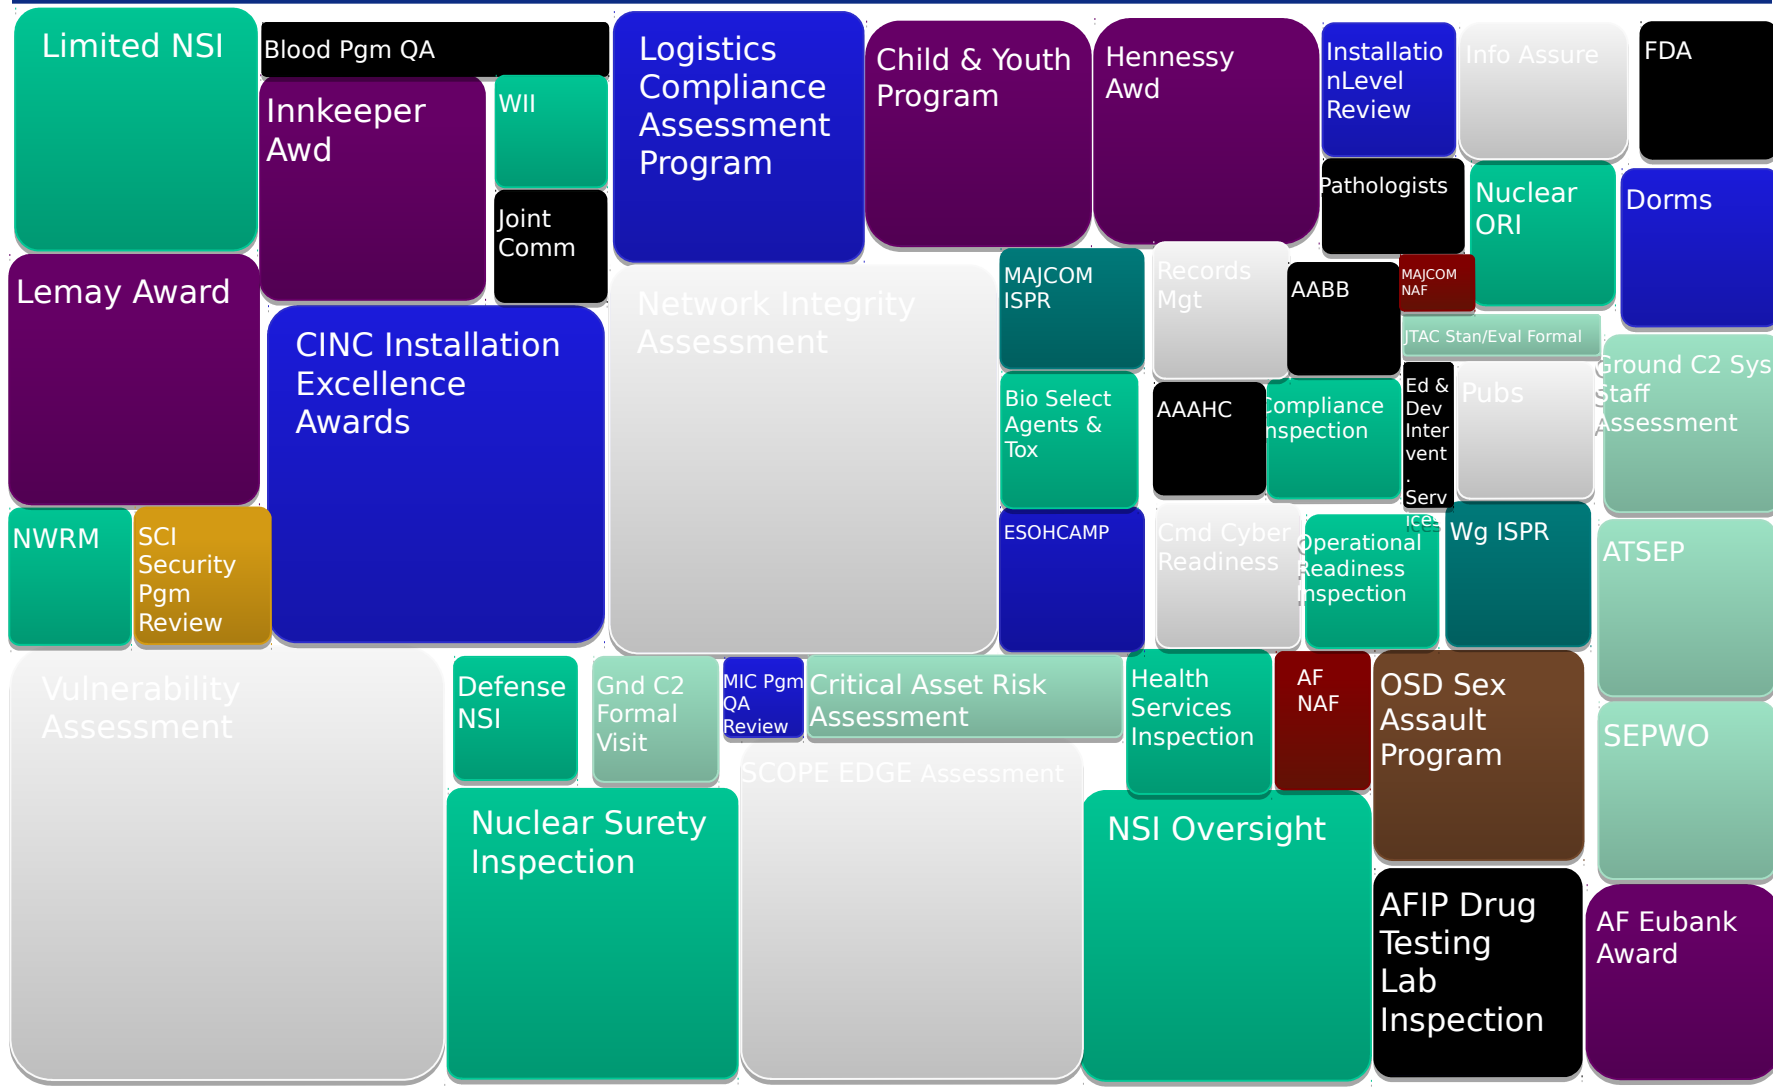 Limited NSI
Blood Pgm QA
Innkeeper
Awd
WII
Joint
Comm
Logistics
Compliance
Assessment
Program
Child & Youth
Program
Hennessy
Awd
Installatio
nLevel
Review
Info Assure
FDA
Pathologists
Nuclear
ORI
Dorms
Lemay Award
CINC Installation
Excellence
Awards
Network Integrity
Assessment
MAJCOM
ISPR
Records
Mgt
AABB
MAJCOM
NAF
JTAC Stan/Eval Formal
Ground C2 Sys
Staff
Assessment
Bio Select
Agents &
Tox
AAAHC
Compliance
Inspection
Ed &
Dev
Inter
vent
.
Serv
ices
Pubs
NWRM
SCI
Security
Pgm
Review
ESOHCAMP
Cmd Cyber
Readiness
Operational
Readiness
Inspection
Wg ISPR
ATSEP
Vulnerability
Assessment
Defense
NSI
Gnd C2
Formal
Visit
MIC Pgm
QA
Review
Critical Asset Risk
Assessment
Health
Services
Inspection
AF
NAF
OSD Sex
Assault
Program
SEPWO
SCOPE EDGE Assessment
Nuclear Surety
Inspection
NSI Oversight
AFIP Drug
Testing
Lab
Inspection
AF Eubank
Award